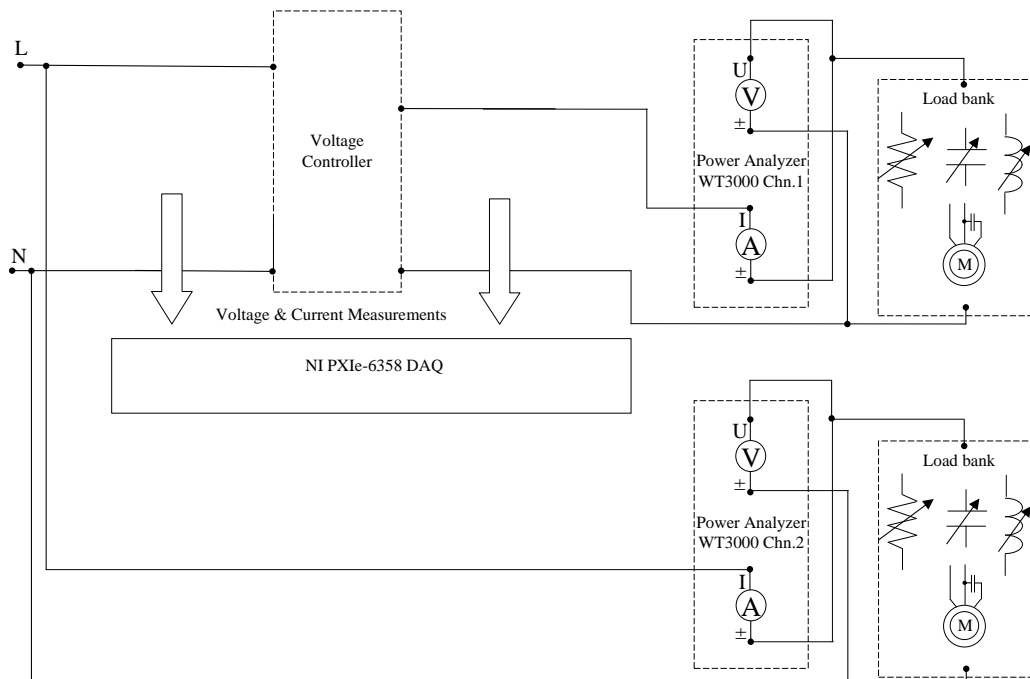 L
Voltage
Controller
N
Voltage & Current Measurements
NI PXIe-6358 DAQ
U
V
±
Power Analyzer
WT3000 Chn.1
I
A
±
Load bank
M
U
V
±
Power Analyzer
WT3000 Chn.2
I
A
±
Load bank
M